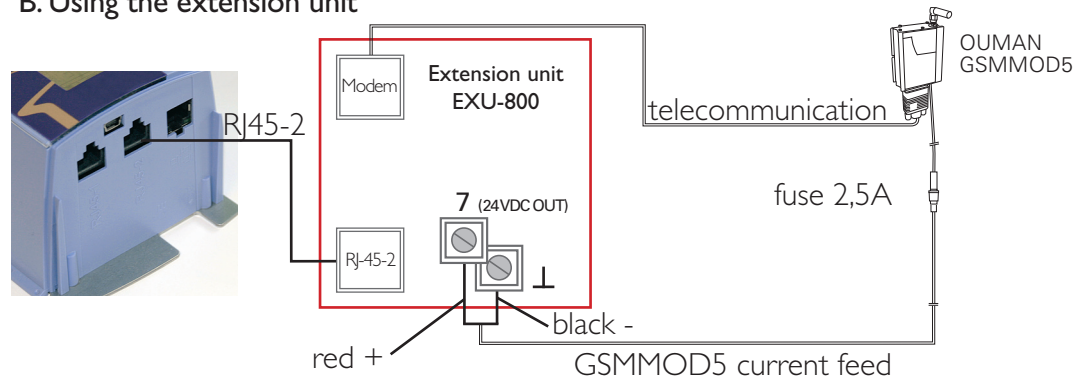 B. Using the extension unit
OUMAN
GSMMOD5
Modem
Extension unit
EXU-800
telecommunication
RJ45-2
fuse 2,5A
7 (24VDC OUT)
RJ-45-2
⊥
black -
red +
GSMMOD5 current feed